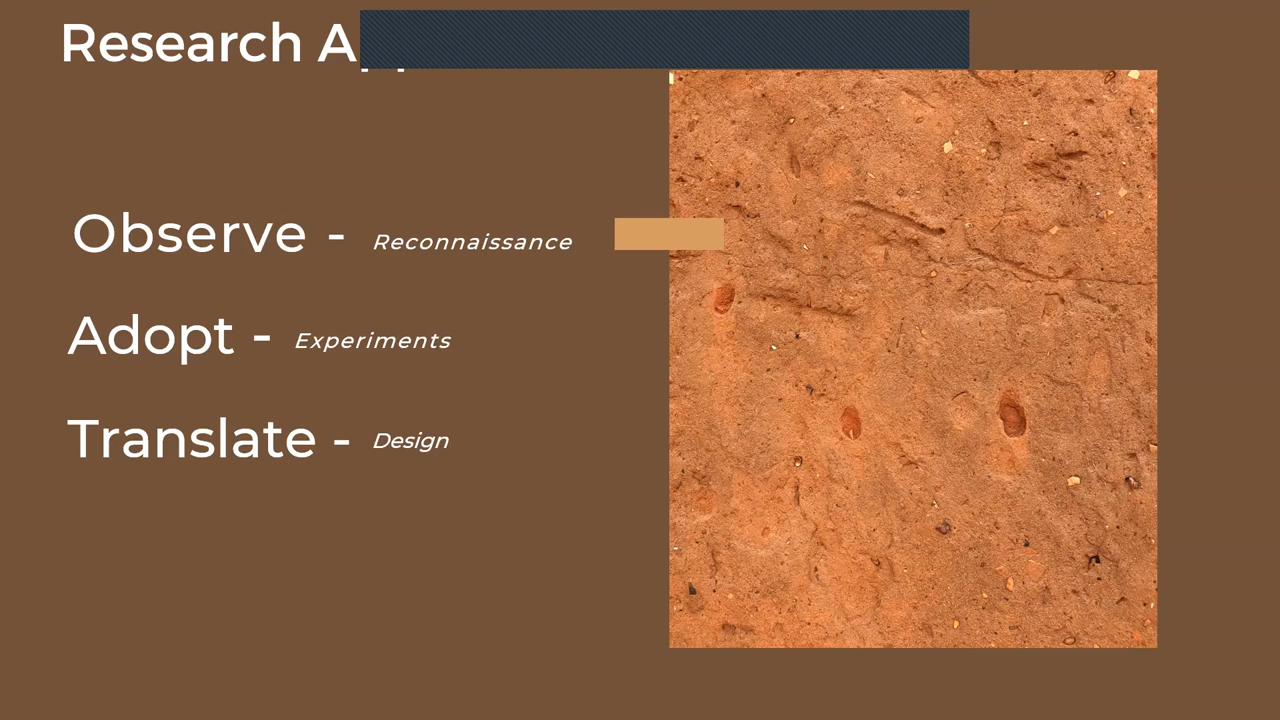 Research A
Observe - Reconnaissance
Adopt - Experiments
Translate - Design